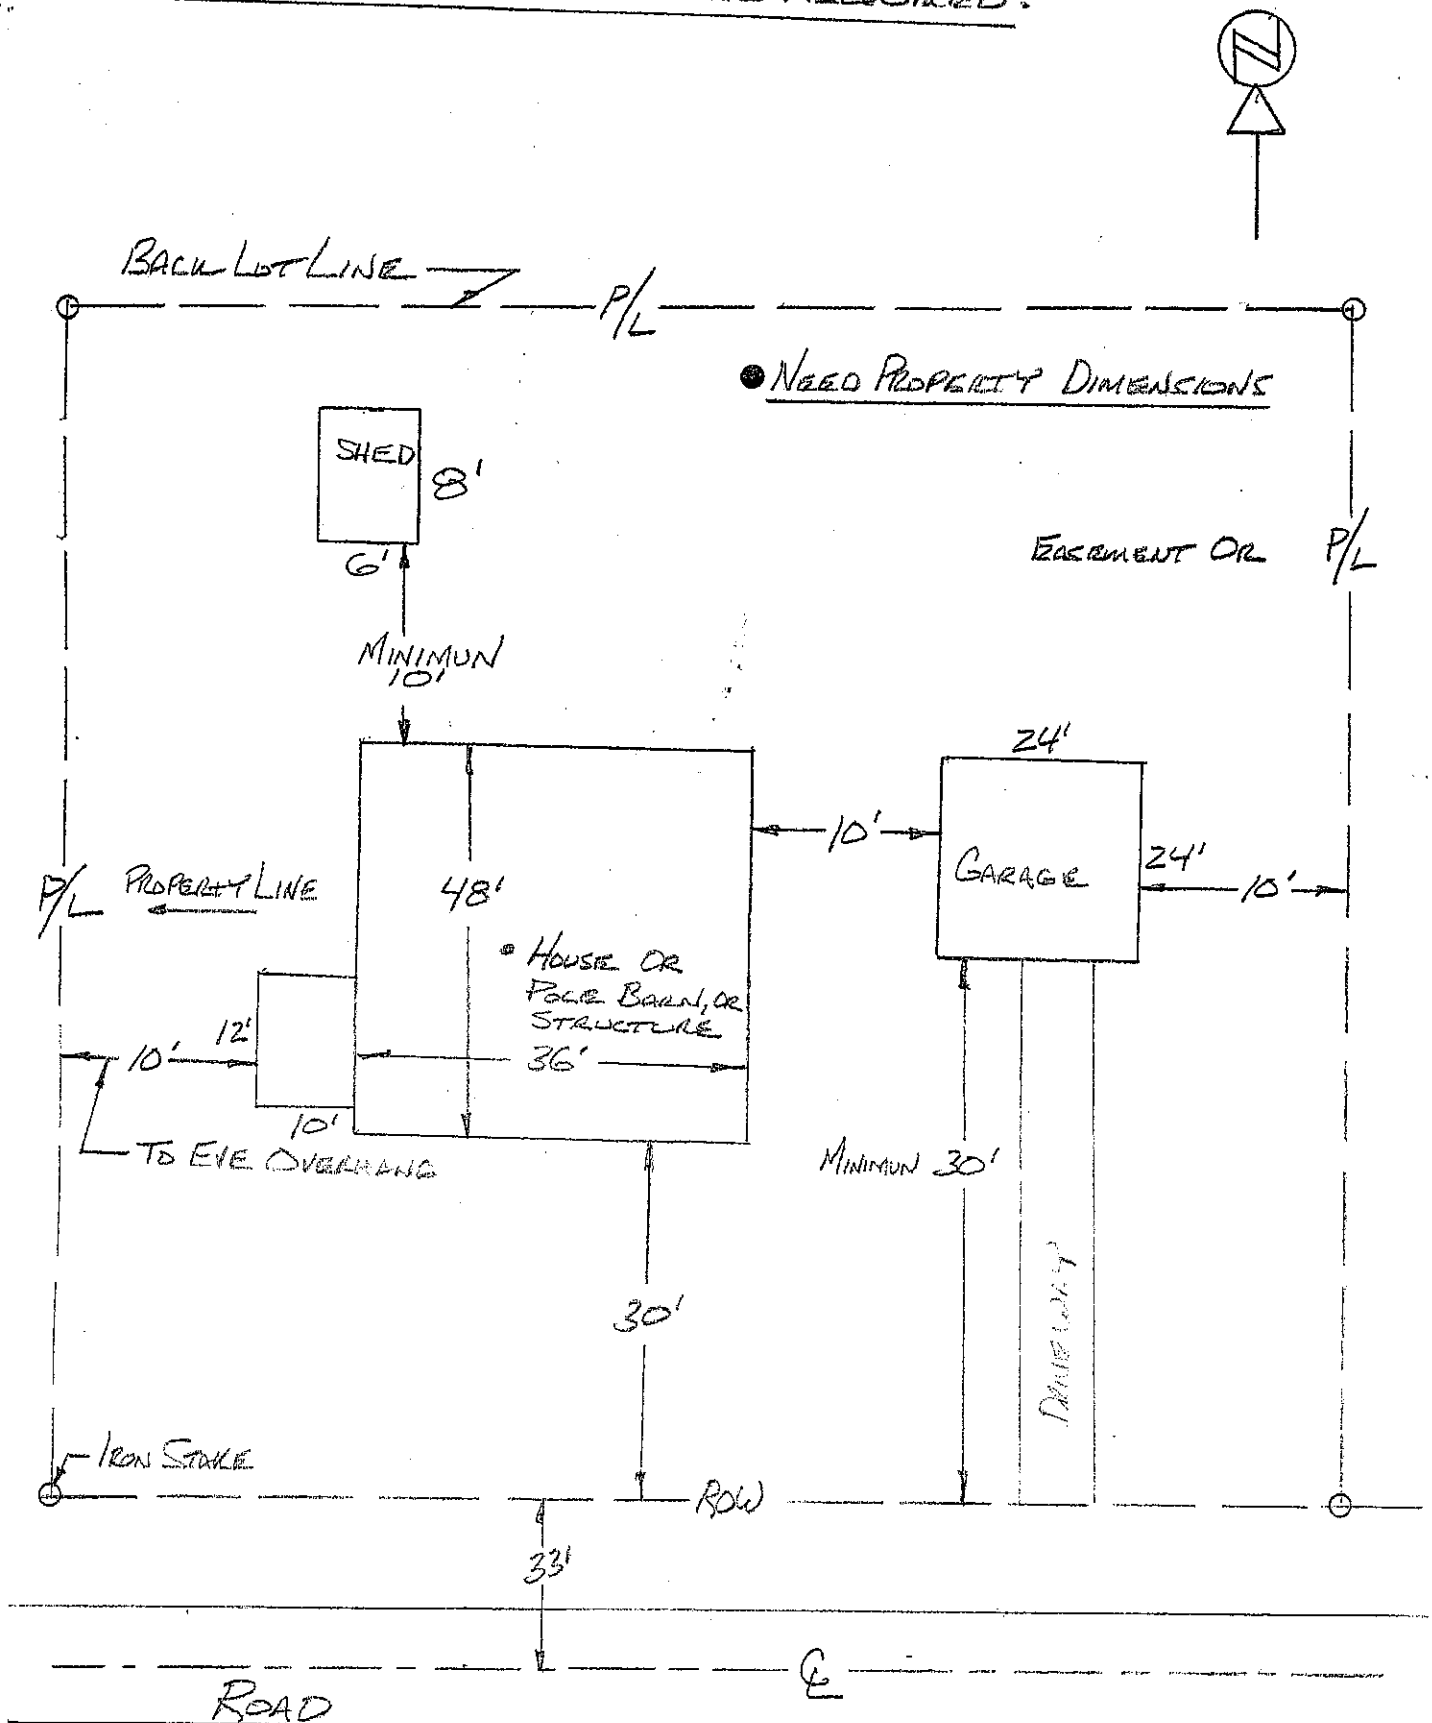 N
BACK LOT LINE
P/L
● NEED PROPERTY DIMENSIONS
SHED
8'
6'
EASEMENT OR P/L
MINIMUN
10'
24'
10'
GARAGE
24'
10'
P/L PROPERTY LINE
48'
• HOUSE OR
POLE BARN, OR
STRUCTURE
36'
12'
10'
10'
TO EVE OVERHANG
MINIMUN 30'
30'
DRIVEWAY
IRON STAKE
ROW
33'
CL
ROAD